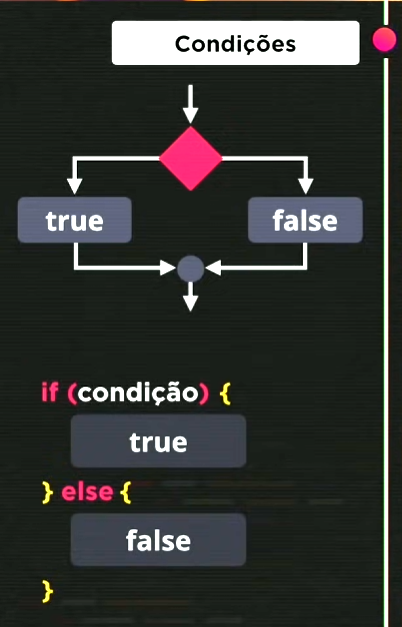 Condições
true
false
if (condição) {
true
} else {
false
}